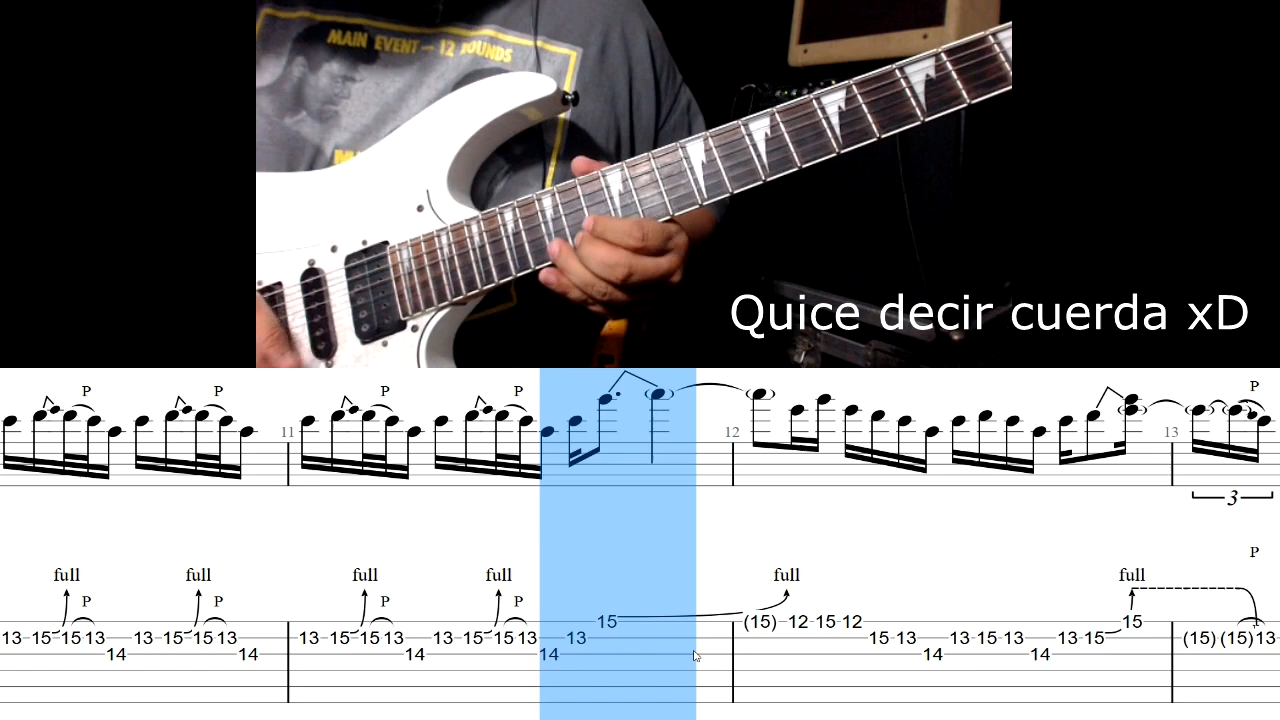 MAIN EVENT — 12 ROUNDS
Quice decir cuerda xD
P P P P P
11 12 13
3
P
full full full full full full
P P P P
15 15 (15) 12 15 12 15
13 15 15 13 13 15 15 13 13 15 15 13 13 15 15 13 13 15 13 13 15 13 13 15 (15) (15) 13
14 14 14 14 14 14